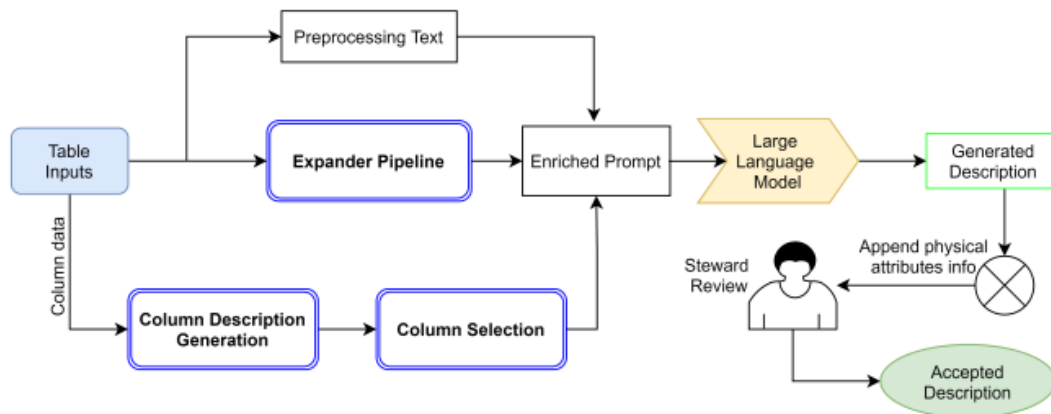 Preprocessing Text
Table
Inputs
Expander Pipeline
Enriched Prompt
Large
Language
Model
Generated
Description
Column data
Column Description
Generation
Column Selection
Steward
Review
Append physical
attributes info
Accepted
Description